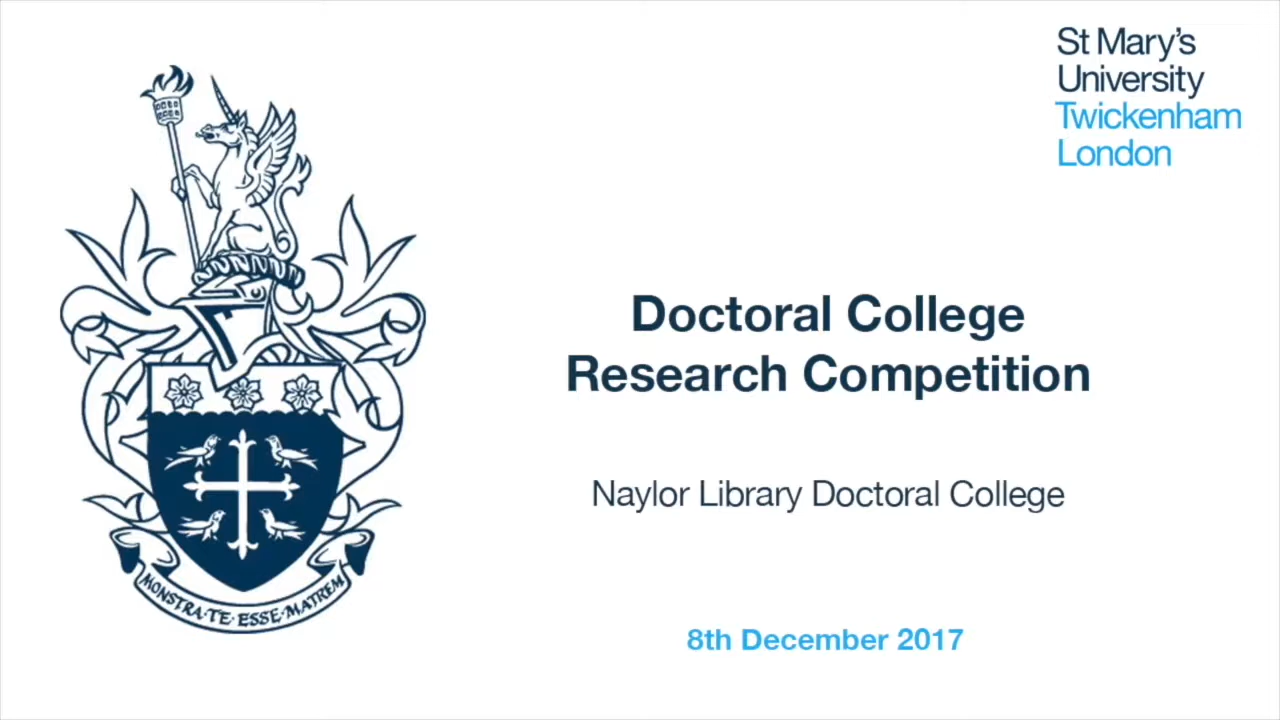 St Mary's
University
Twickenham
London
Doctoral College
Research Competition
Naylor Library Doctoral College
MONSTRA·TE·ESSE·MATREM
8th December 2017